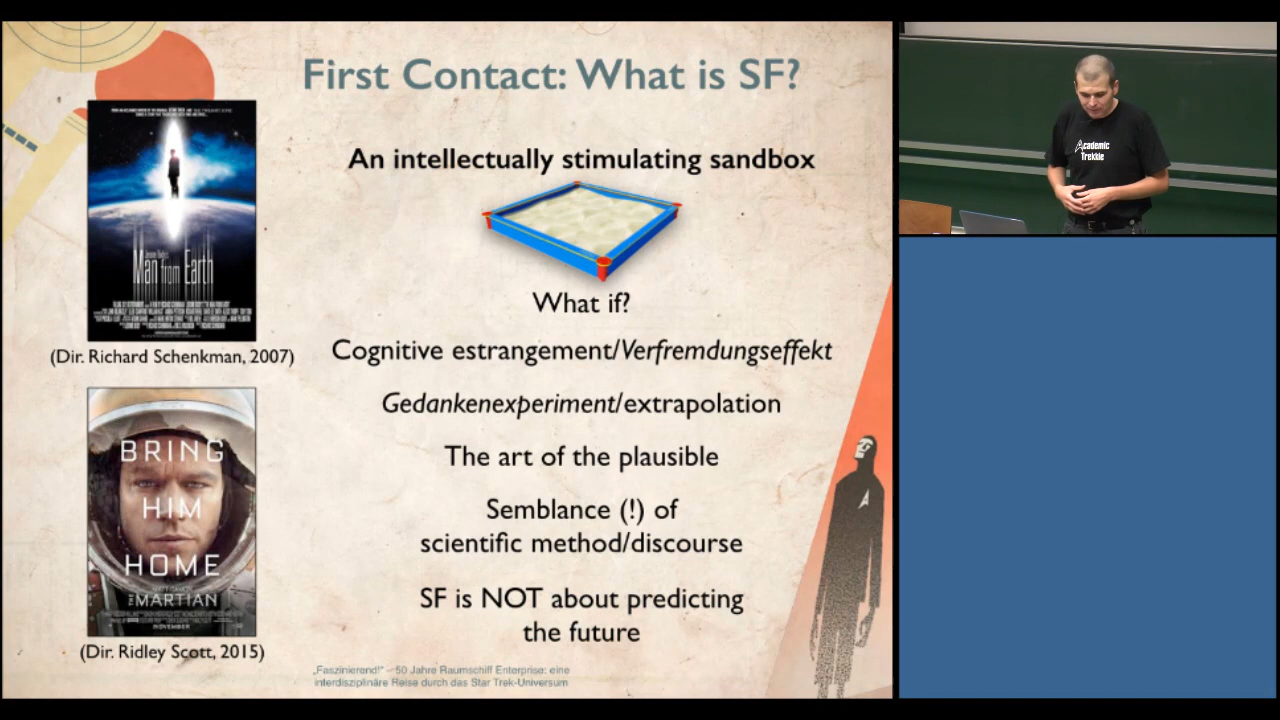 First Contact: What is SF?
An intellectually stimulating sandbox
What if?
Cognitive estrangement/Verfremdungseffekt
Gedankenexperiment/extrapolation
The art of the plausible
Semblance (!) of
scientific method/discourse
SF is NOT about predicting
the future
Man from Earth
(Dir. Richard Schenkman, 2007)
BRING
HIM
HOME
MATT DAMON
THE MARTIAN
NOVEMBER
(Dir. Ridley Scott, 2015)
„Faszinierend!" – 50 Jahre Raumschiff Enterprise: eine
interdisziplinäre Reise durch das Star Trek-Universum
Academic
Trekkie